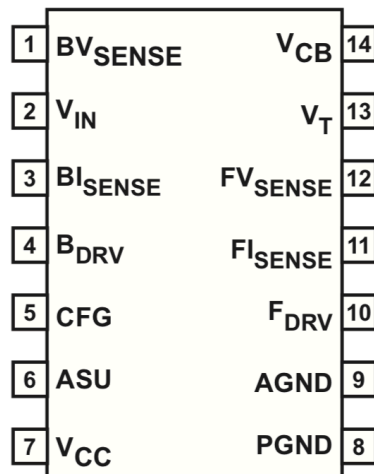 1 BVSENSE VCB 14
2 VIN VT 13
3 BISENSE FVSENSE 12
4 BDRV FISENSE 11
5 CFG FDRV 10
6 ASU AGND 9
7 VCC PGND 8